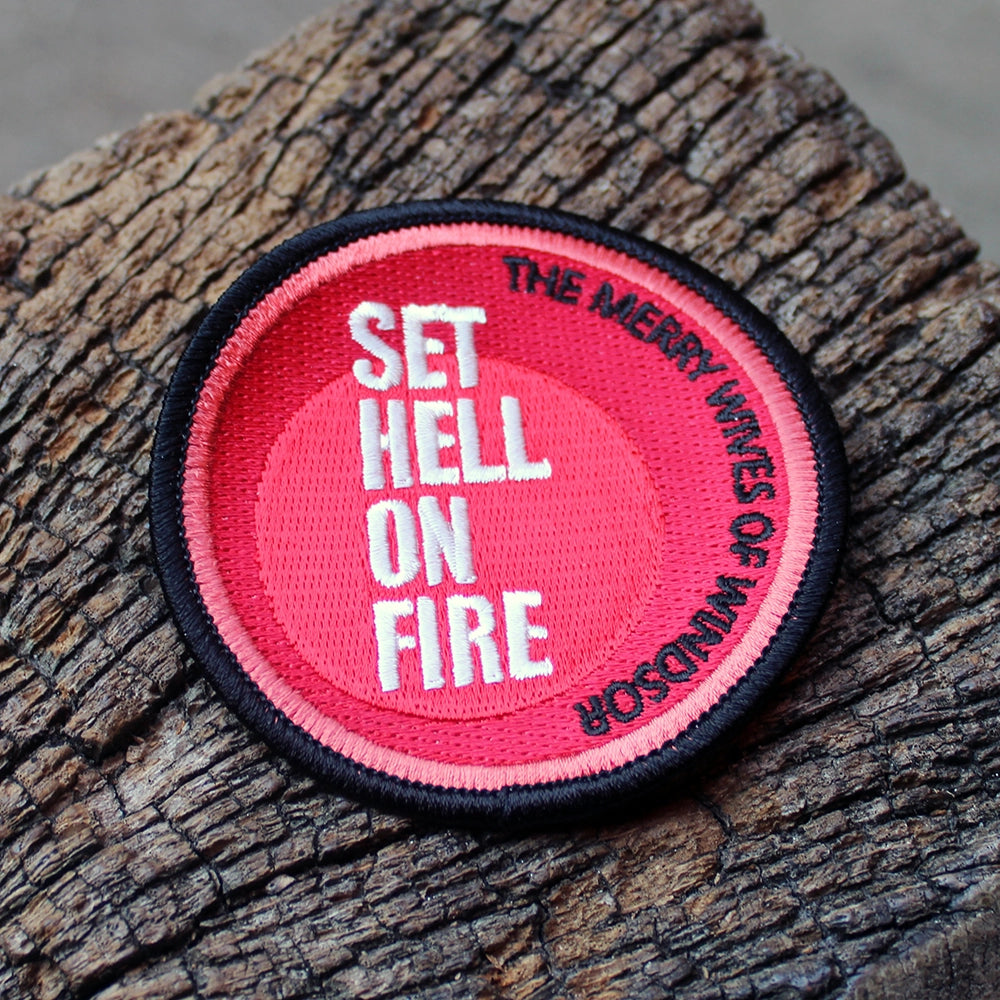 SET
HELL
ON
FIRE
THE MERRY WIVES OF WINDSOR